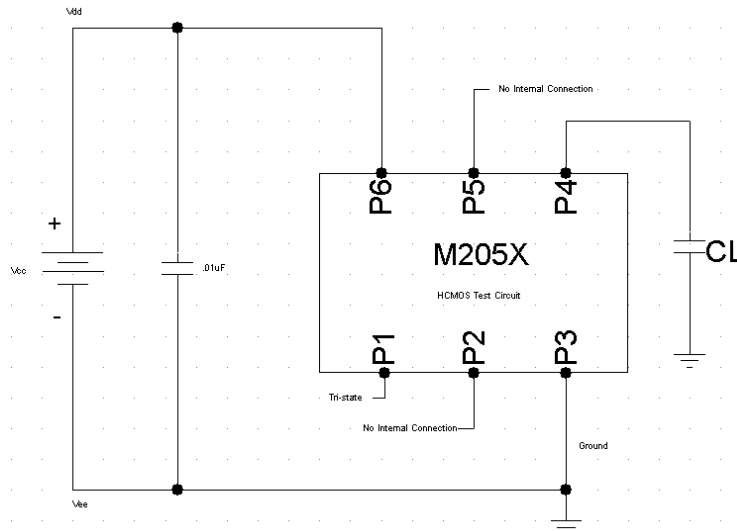 Vdd
No Internal Connection
P6
P5
P4
+
M205X
CL
Vcc
.01uF
HCMOS Test Circuit
-
P1
P2
P3
Tri-state
No Internal Connection
Ground
Vee